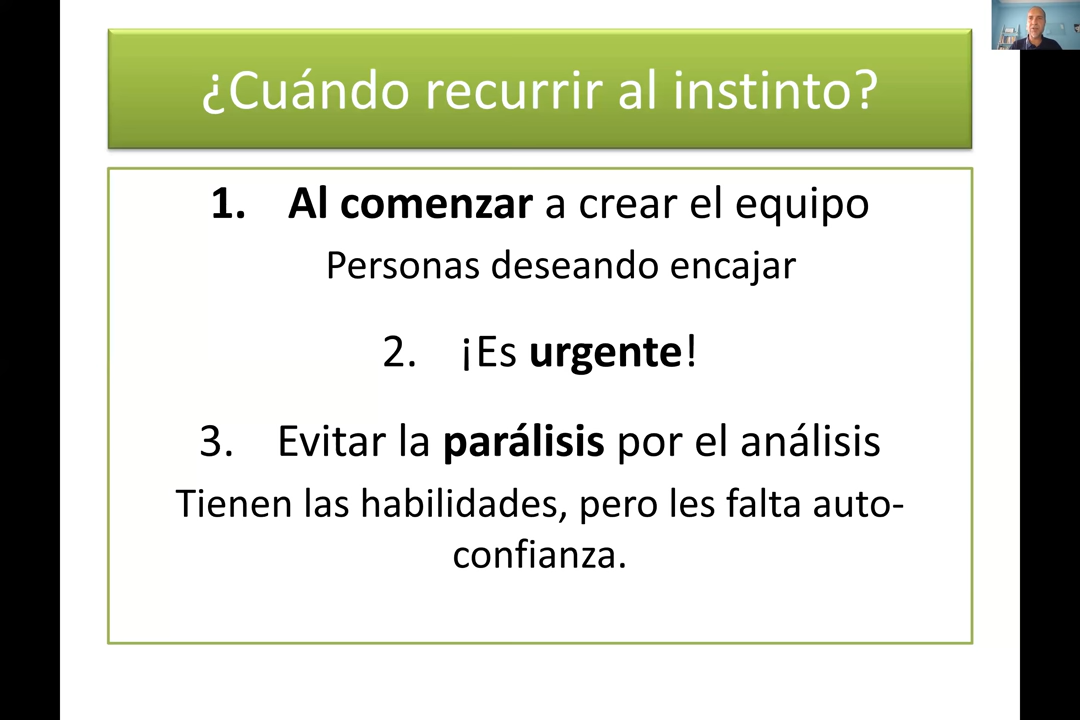 ¿Cuándo recurrir al instinto?
1. Al comenzar a crear el equipo
Personas deseando encajar
2. ¡Es urgente!
3. Evitar la parálisis por el análisis
Tienen las habilidades, pero les falta auto-
confianza.